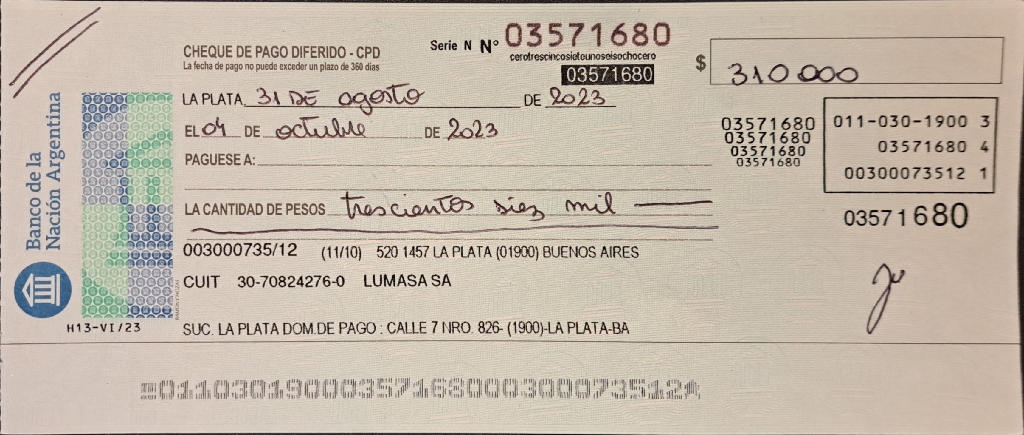 Serie N Nº 03571680
cerotrescincosietounoseisochocero
03571680
CHEQUE DE PAGO DIFERIDO - CPD
La fecha de pago no puede exceder un plazo de 360 días
$ 310 000
LA PLATA, 31 DE agosto DE 2023
EL 04 DE octubre DE 2023
PAGUESE A:
LA CANTIDAD DE PESOS trescientos diez mil
003000735/12 (11/10) 520 1457 LA PLATA (01900) BUENOS AIRES
CUIT 30-70824276-0 LUMASA SA
SUC. LA PLATA DOM.DE PAGO : CALLE 7 NRO. 826- (1900)-LA PLATA-BA
03571680
03571680
03571680
03571680
011-030-1900 3
03571680 4
00300073512 1
03571680
Banco de la
Nación Argentina
H13-VI/23
01103019000357168000030007351​2